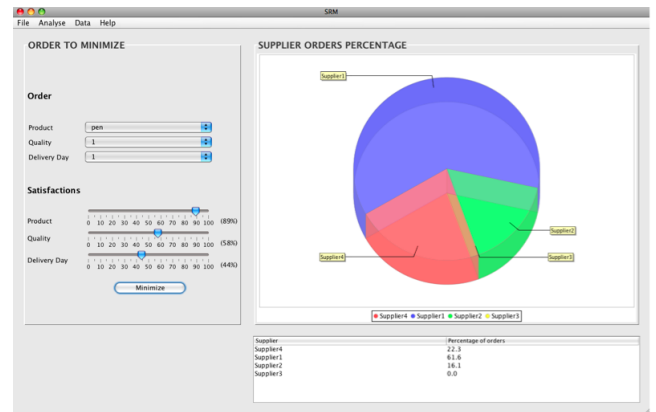 SRM
File Analyse Data Help
ORDER TO MINIMIZE
Order
Product pen
Quality 1
Delivery Day 1
Satisfactions
Product 0 10 20 30 40 50 60 70 80 90 100 (89%)
Quality 0 10 20 30 40 50 60 70 80 90 100 (58%)
Delivery Day 0 10 20 30 40 50 60 70 80 90 100 (44%)
Minimize
SUPPLIER ORDERS PERCENTAGE
Supplier1
Supplier2
Supplier4 Supplier3
Supplier4 Supplier1 Supplier2 Supplier3
Supplier Percentage of orders
Supplier4 22.3
Supplier1 61.6
Supplier2 16.1
Supplier3 0.0